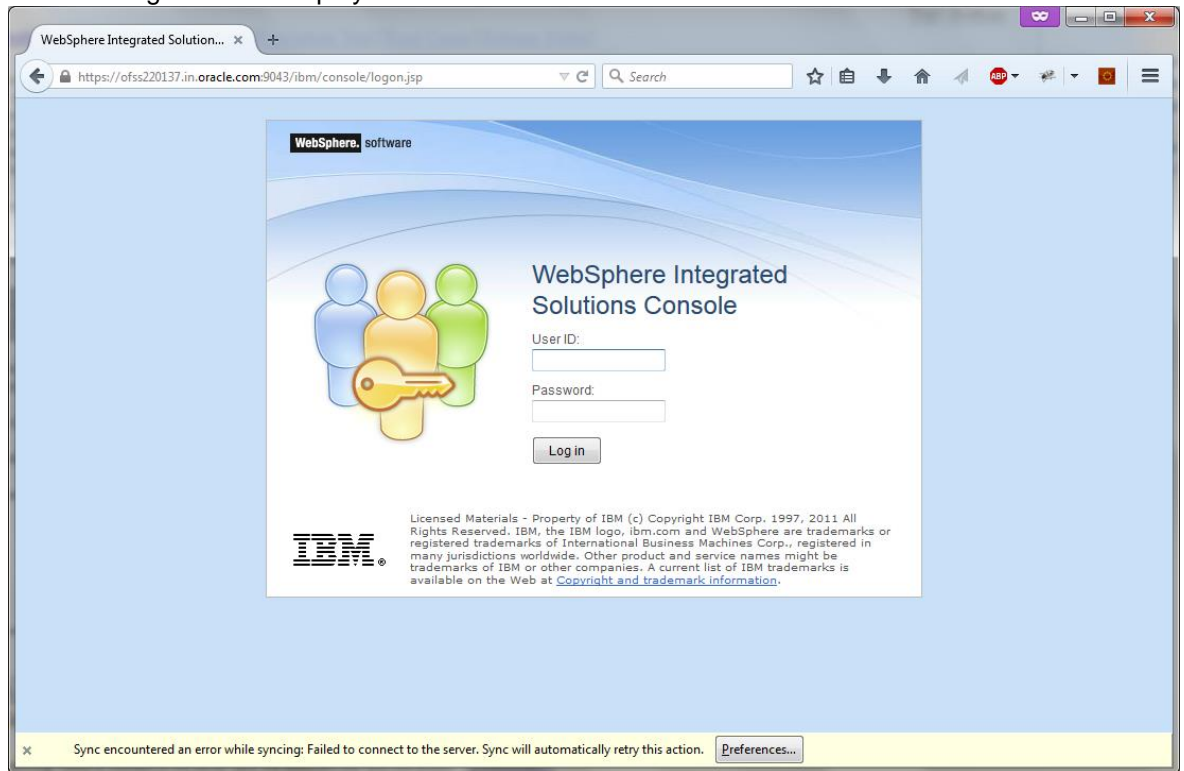 WebSphere Integrated Solution... × +
https://ofss220137.in.oracle.com:9043/ibm/console/logon.jsp
Search
ABP
WebSphere. software
WebSphere Integrated
Solutions Console
User ID:
Password:
Log in
IBM®
Licensed Materials - Property of IBM (c) Copyright IBM Corp. 1997, 2011 All
Rights Reserved. IBM, the IBM logo, ibm.com and WebSphere are trademarks or
registered trademarks of International Business Machines Corp., registered in
many jurisdictions worldwide. Other product and service names might be
trademarks of IBM or other companies. A current list of IBM trademarks is
available on the Web at Copyright and trademark information.
× Sync encountered an error while syncing: Failed to connect to the server. Sync will automatically retry this action. Preferences...